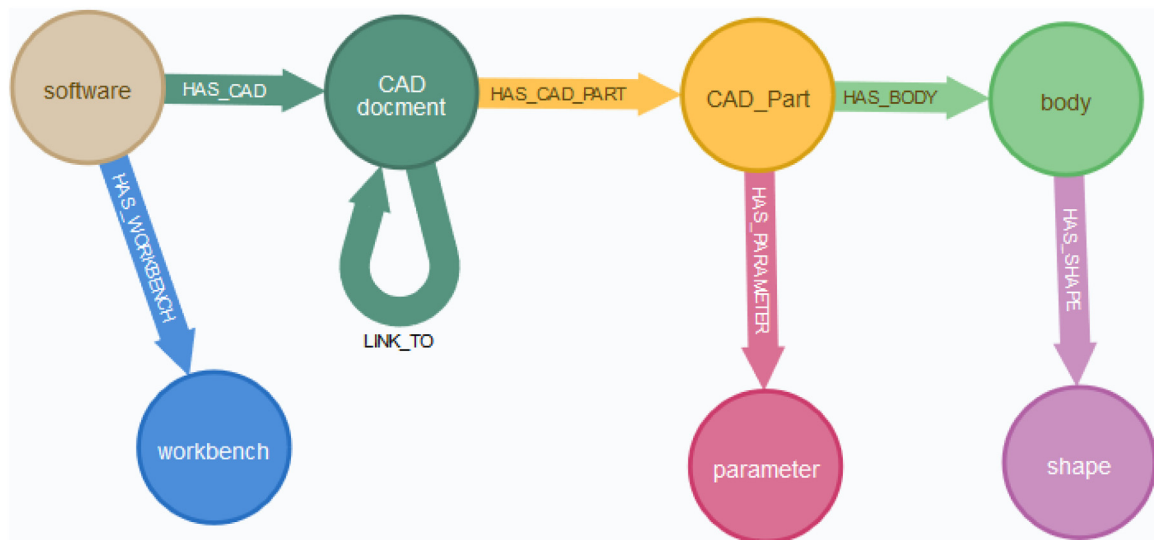 software
HAS_CAD
CAD
docment
HAS_CAD_PART
CAD_Part
HAS_BODY
body
HAS_WORKBENCH
LINK_TO
HAS_PARAMETER
HAS_SHAPE
workbench
parameter
shape